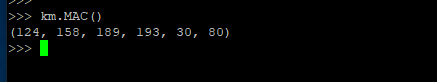 >>>
>>> km.MAC()
(124, 158, 189, 193, 30, 80)
>>>